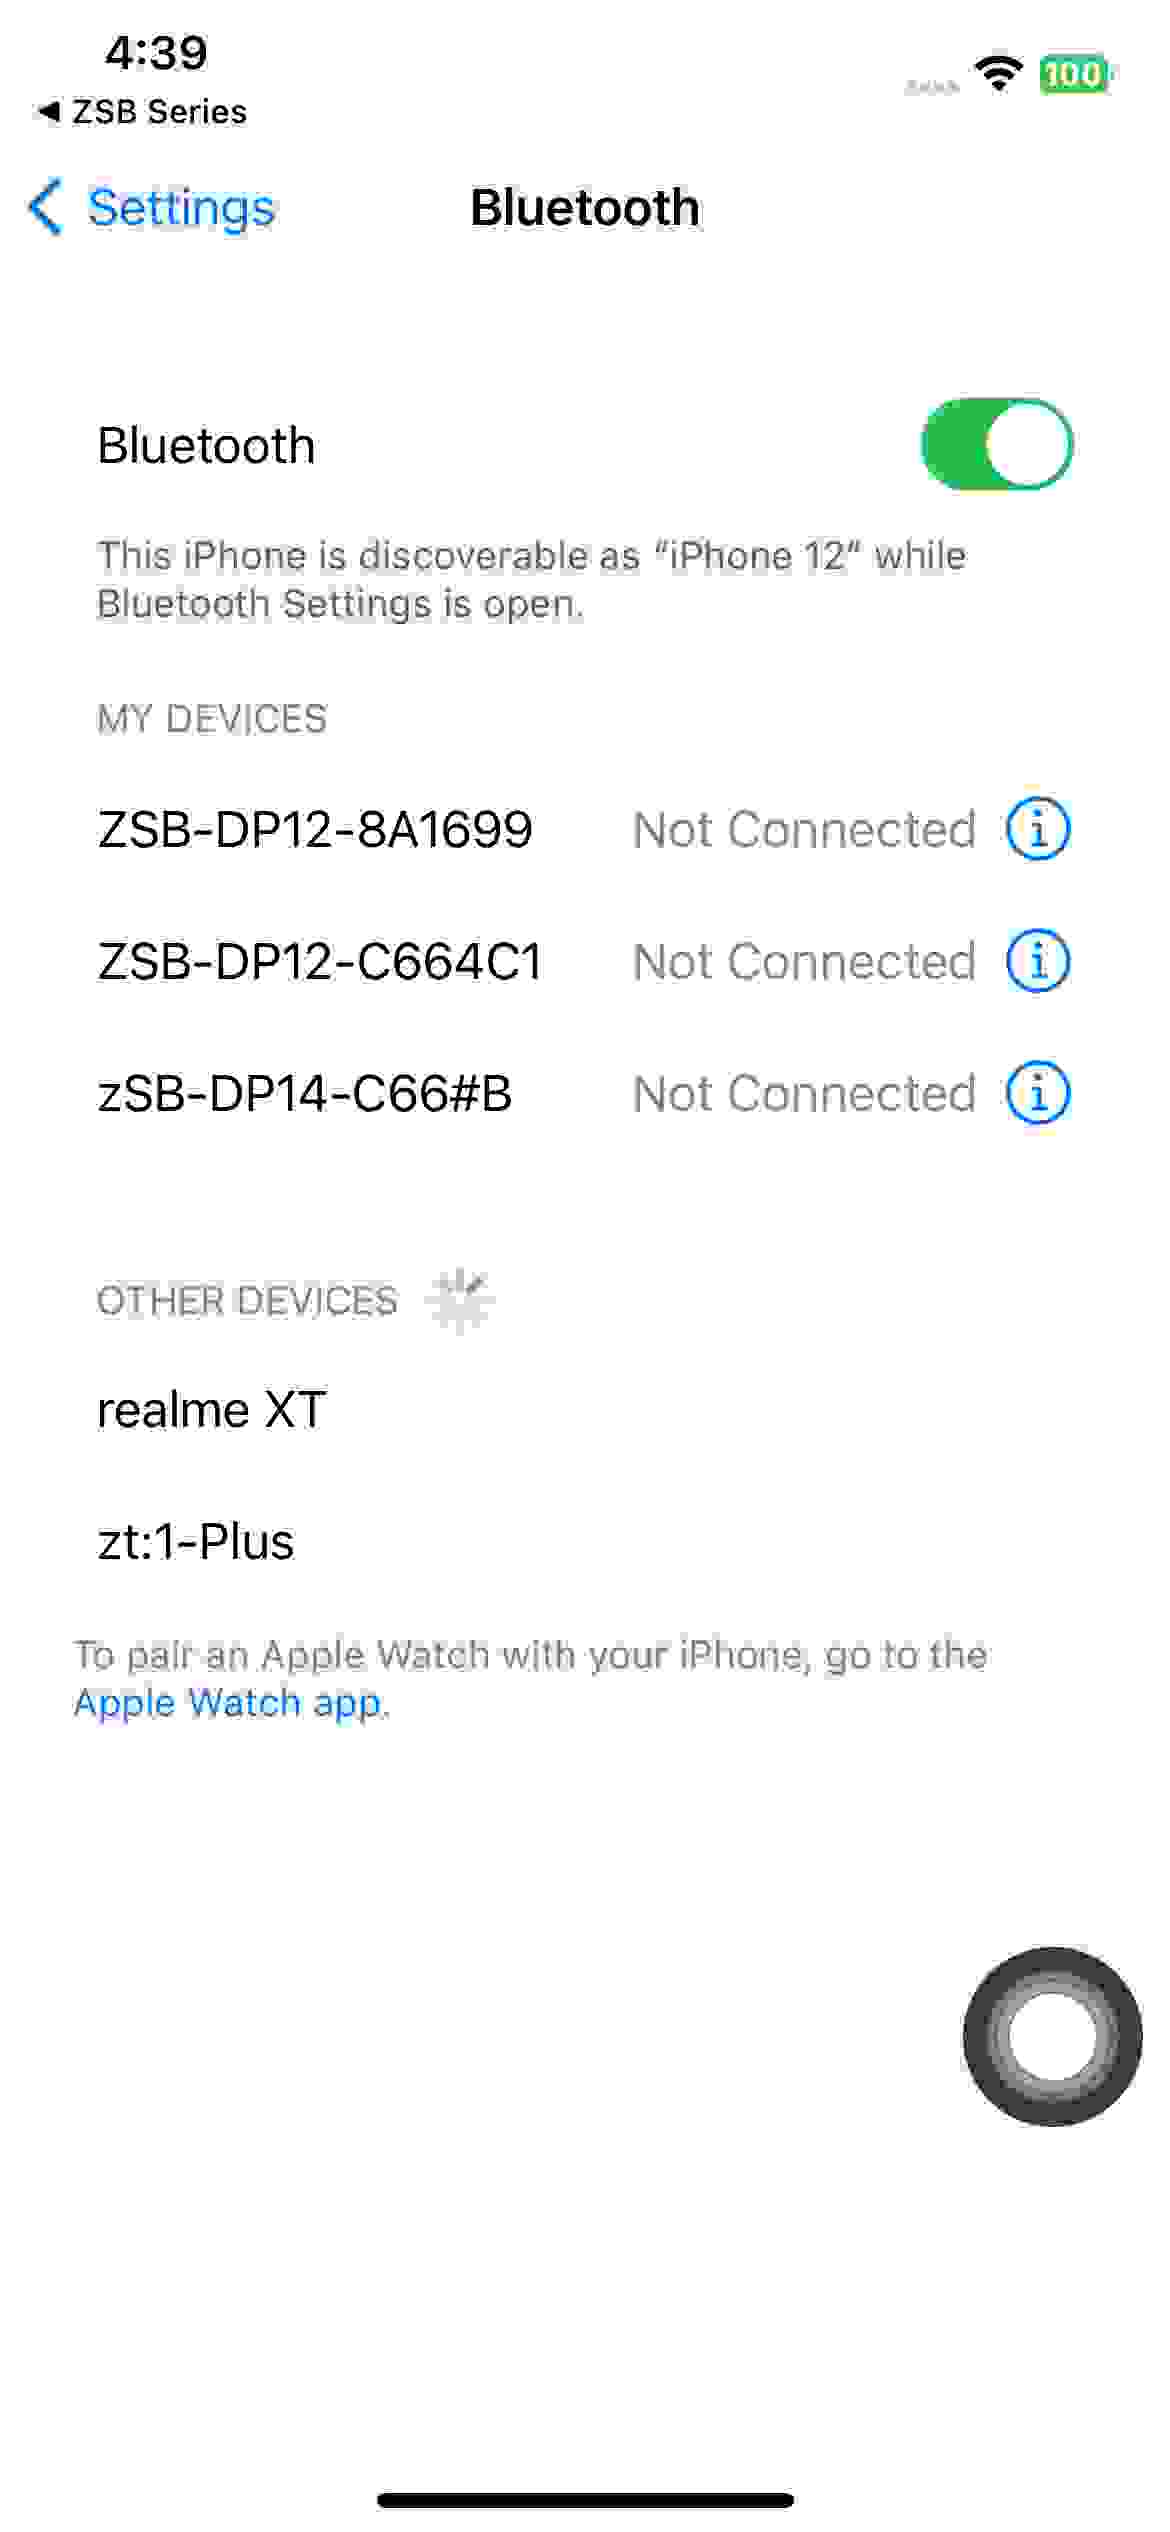 4:39
100
◀ ZSB Series
Settings
Bluetooth
Bluetooth
This iPhone is discoverable as “iPhone 12” while
Bluetooth Settings is open.
MY DEVICES
ZSB-DP12-8A1699 Not Connected
ZSB-DP12-C664C1 Not Connected
zSB-DP14-C66#B Not Connected
OTHER DEVICES
realme XT
zt:1-Plus
To pair an Apple Watch with your iPhone, go to the
Apple Watch app.